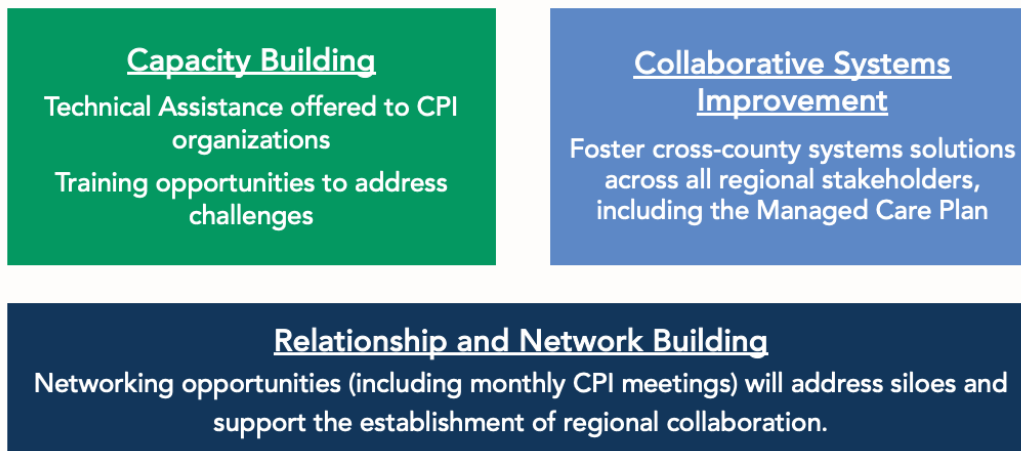 Capacity Building
Technical Assistance offered to CPI
organizations
Training opportunities to address
challenges
Collaborative Systems
Improvement
Foster cross-county systems solutions
across all regional stakeholders,
including the Managed Care Plan
Relationship and Network Building
Networking opportunities (including monthly CPI meetings) will address siloes and
support the establishment of regional collaboration.